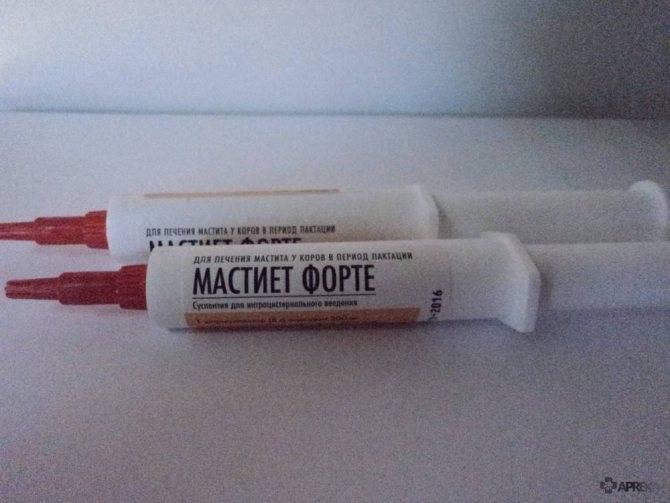 ДЛЯ ЛЕЧЕНИЯ МАСТИТА У КОРОВ В ПЕРИОД ЛАКТАЦИИ
МАСТИЕТ ФОРТЕ
ДЛЯ ЛЕЧЕНИЯ МАСТИТА У КОРОВ В ПЕРИОД ЛАКТАЦИИ
МАСТИЕТ ФОРТЕ
Суспензия для интрацистернального введения
-2016